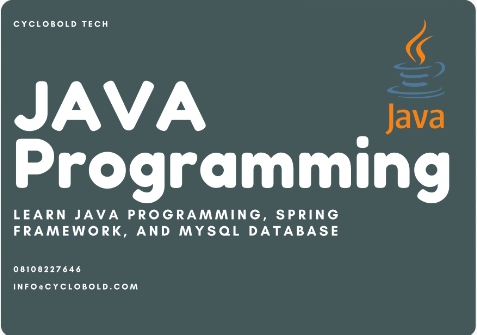 CYCLOBOLD TECH
Java
JAVA
Programming
LEARN JAVA PROGRAMMING, SPRING
FRAMEWORK, AND MYSQL DATABASE
08108227646
INFO@CYCLOBOLD.COM